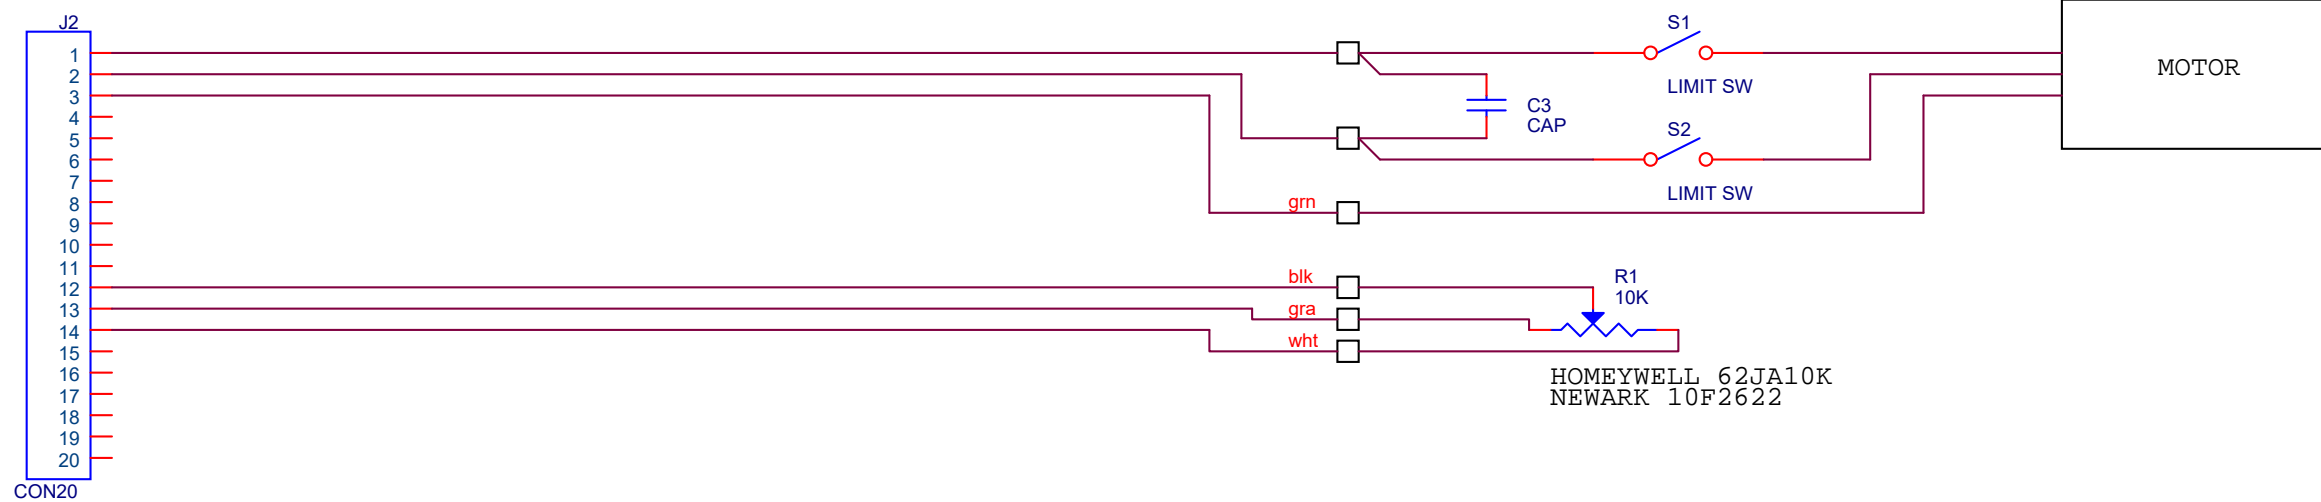 J2
1
2
3
4
5
6
7
8
9
10
11
12
13
14
15
16
17
18
19
20
CON20
grn
blk
gra
wht
C3
CAP
S1
LIMIT SW
S2
LIMIT SW
MOTOR
R1
10K
HOMEYWELL 62JA10K
NEWARK 10F2622